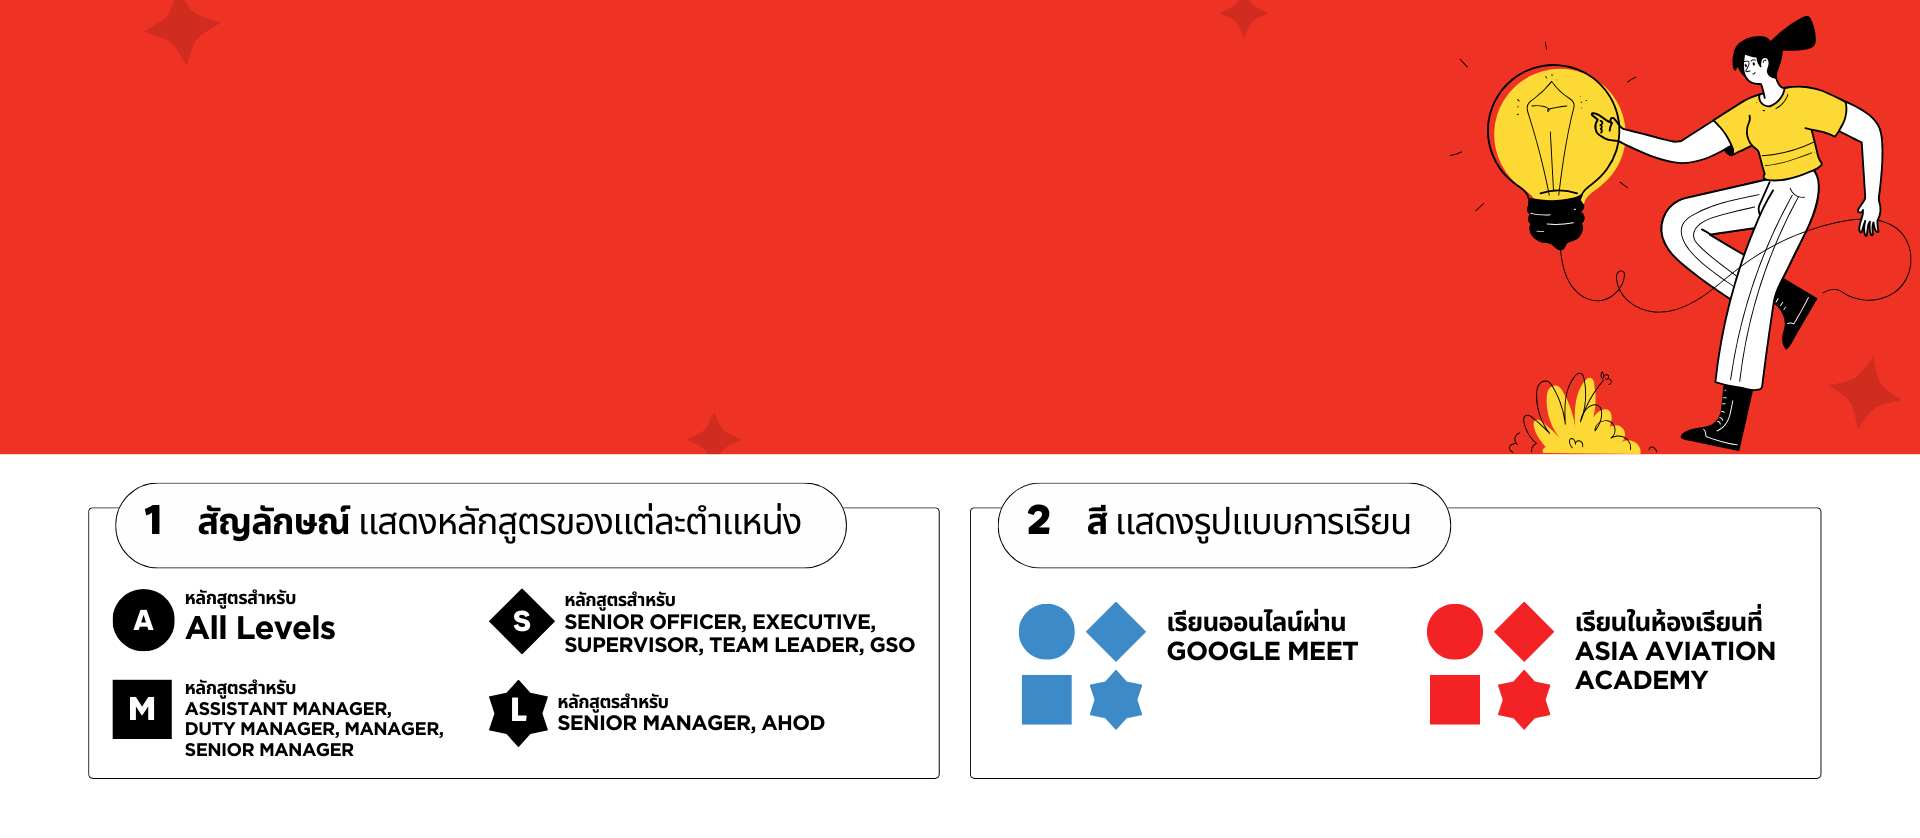 1 สัญลักษณ์ แสดงหลักสูตรของแต่ละตำแหน่ง
A
หลักสูตรสำหรับ
All Levels
S
หลักสูตรสำหรับ
SENIOR OFFICER, EXECUTIVE,
SUPERVISOR, TEAM LEADER, GSO
M
หลักสูตรสำหรับ
ASSISTANT MANAGER,
DUTY MANAGER, MANAGER,
SENIOR MANAGER
L
หลักสูตรสำหรับ
SENIOR MANAGER, AHOD
2 สี แสดงรูปแบบการเรียน
เรียนออนไลน์ผ่าน
GOOGLE MEET
เรียนในห้องเรียนที่
ASIA AVIATION
ACADEMY